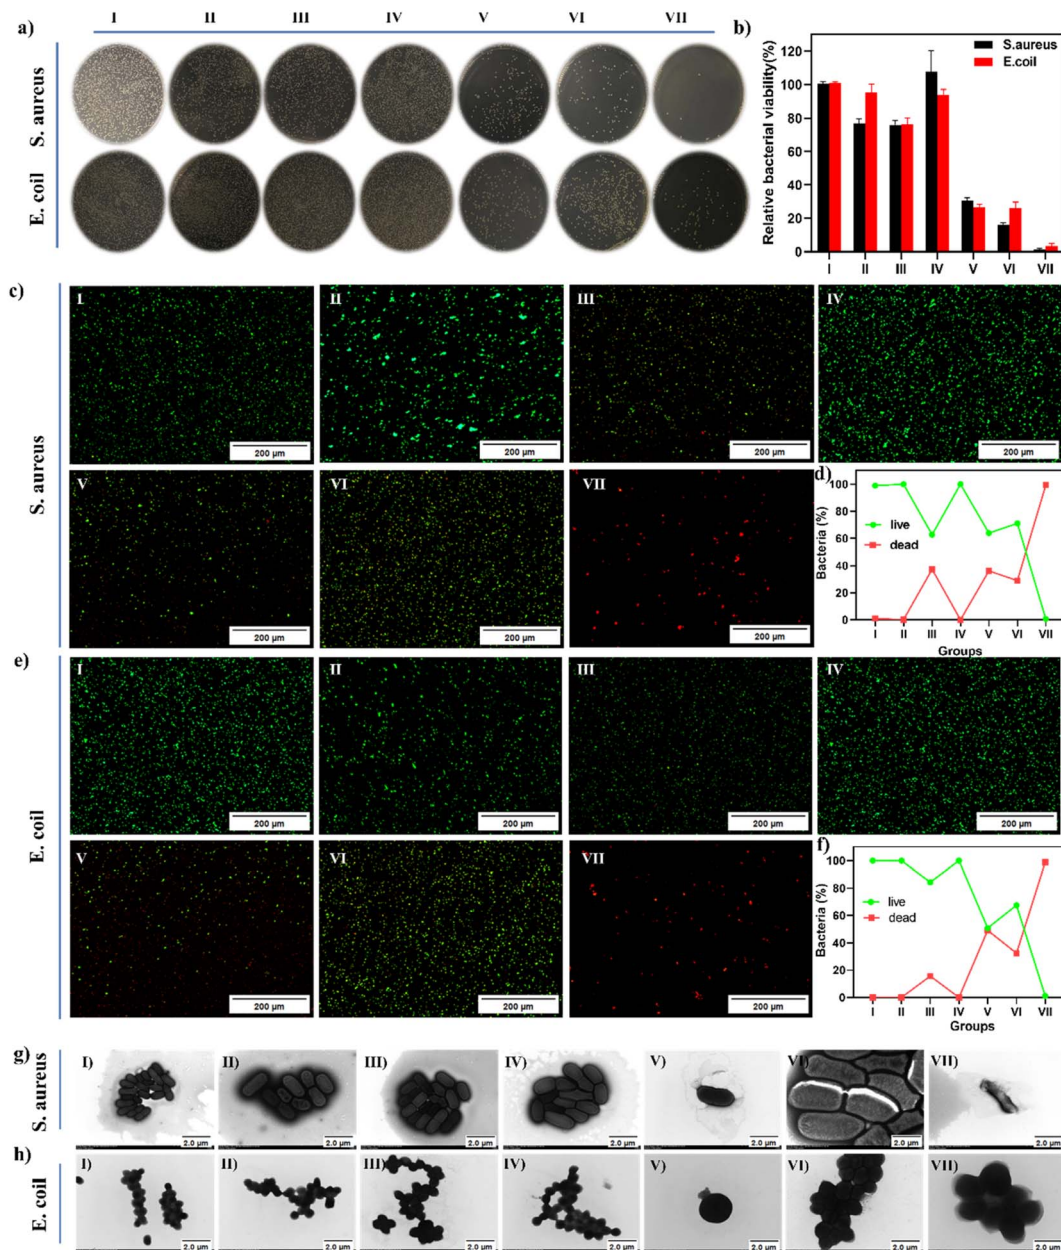 I II III IV V VI VII
a)
S. aurcus
E. coil
b)
Relative bacterial viability(%)
120
100
80
60
40
20
0
S.aureus
E.coil
I II III IV V VI VII
c)
S. aurcus
I
200 μm
II
200 μm
III
200 μm
IV
200 μm
V
200 μm
VI
200 μm
VII
200 μm
d)
Bacteria (%)
100
80
60
40
20
0
live
dead
I II III IV V VI VII
Groups
e)
E. coil
I
200 μm
II
200 μm
III
200 μm
IV
200 μm
V
200 μm
VI
200 μm
VII
200 μm
f)
Bacteria (%)
100
80
60
40
20
0
live
dead
I II III IV V VI VII
Groups
g)
S. aurcus
I)
2.0 μm
II)
2.0 μm
III)
2.0 μm
IV)
2.0 μm
V)
2.0 μm
VI)
2.0 μm
VII)
2.0 μm
h)
E. coil
I)
2.0 μm
II)
2.0 μm
III)
2.0 μm
IV)
2.0 μm
V)
2.0 μm
VI)
2.0 μm
VII)
2.0 μm